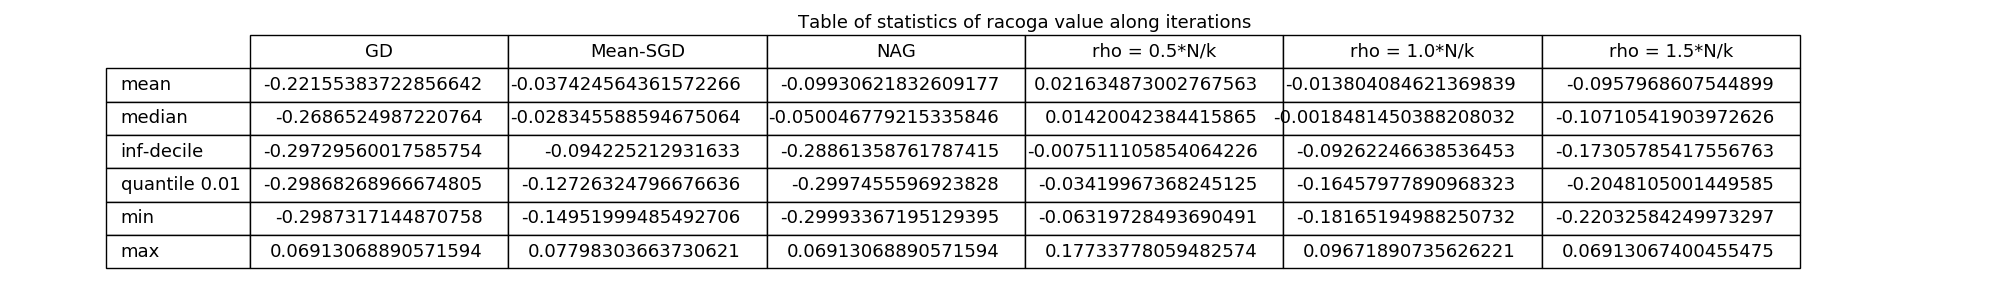 Table of statistics of racoga value along iterations
GD Mean-SGD NAG rho = 0.5*N/k rho = 1.0*N/k rho = 1.5*N/k
mean -0.22155383722856642 -0.037424564361572266 -0.09930621832609177 0.021634873002767563 -0.013804084621369839 -0.0957968607544899
median -0.2686524987220764 -0.028345588594675064 -0.050046779215335846 0.01420042384415865 -0.0018481450388208032 -0.10710541903972626
inf-decile -0.29729560017585754 -0.094225212931633 -0.28861358761787415 -0.007511105854064226 -0.09262246638536453 -0.17305785417556763
quantile 0.01 -0.29868268966674805 -0.12726324796676636 -0.2997455596923828 -0.03419967368245125 -0.16457977890968323 -0.2048105001449585
min -0.2987317144870758 -0.14951999485492706 -0.29993367195129395 -0.06319728493690491 -0.18165194988250732 -0.22032584249973297
max 0.06913068890571594 0.07798303663730621 0.06913068890571594 0.17733778059482574 0.09671890735626221 0.06913067400455475